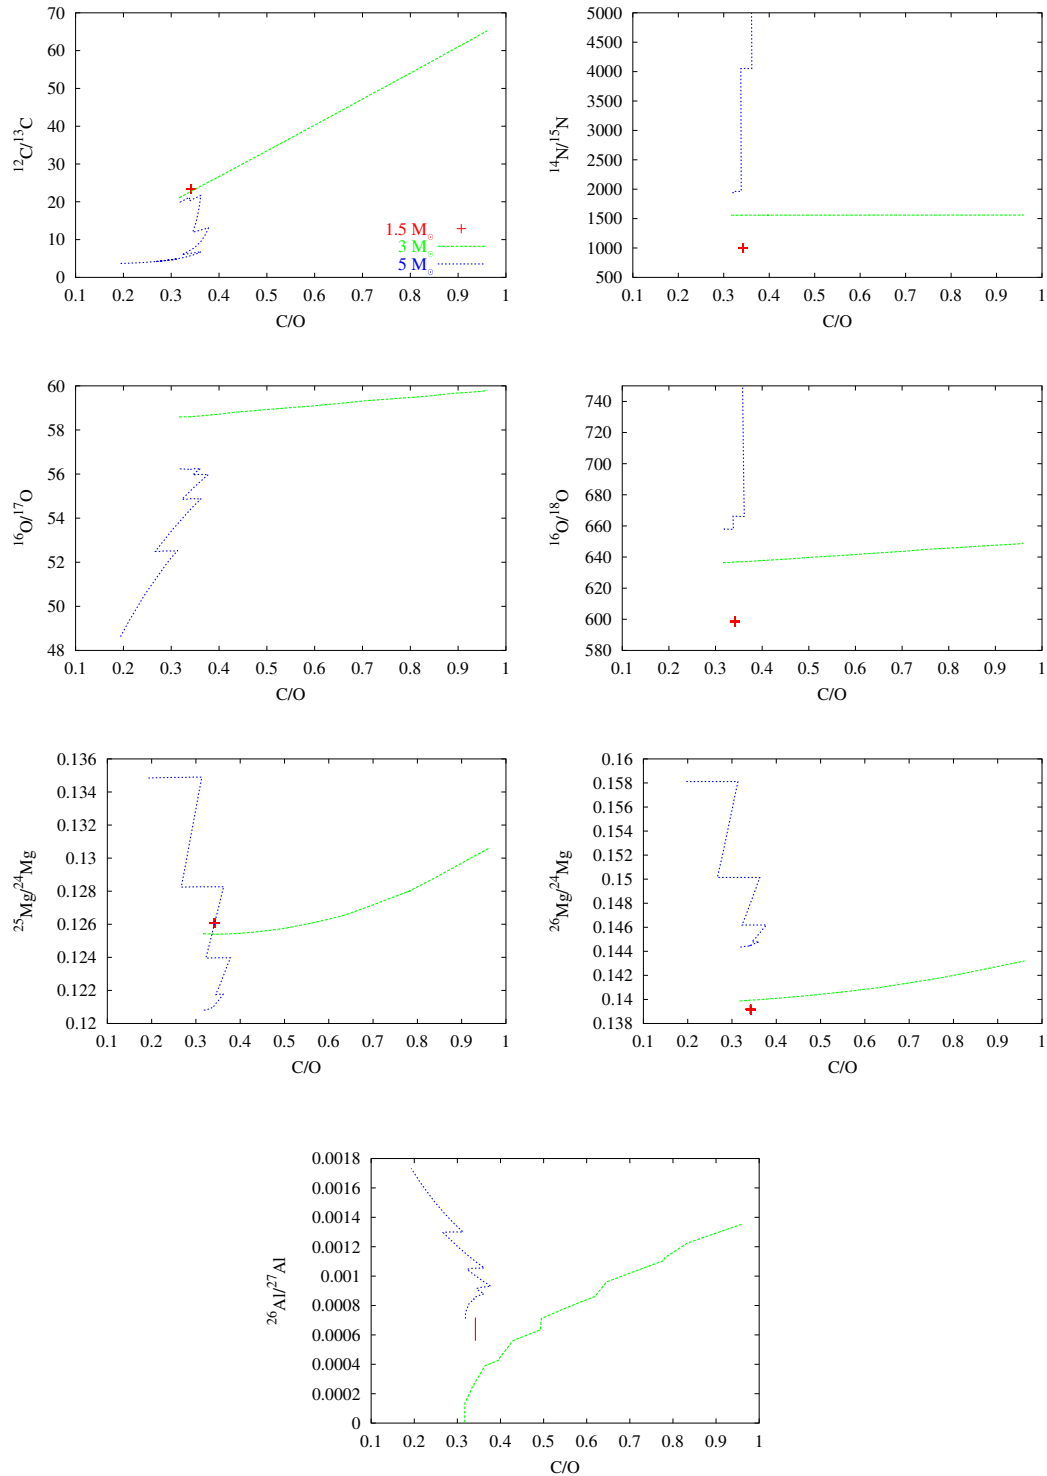 70
60
50
40
30
20
10
0
¹²C/¹³C
1.5 M☉
3 M☉
5 M☉
0.1 0.2 0.3 0.4 0.5 0.6 0.7 0.8 0.9 1
C/O
5000
4500
4000
3500
3000
2500
2000
1500
1000
500
¹⁴N/¹⁵N
0.1 0.2 0.3 0.4 0.5 0.6 0.7 0.8 0.9 1
C/O
60
58
56
54
52
50
48
¹⁶O/¹⁷O
0.1 0.2 0.3 0.4 0.5 0.6 0.7 0.8 0.9 1
C/O
740
720
700
680
660
640
620
600
580
¹⁶O/¹⁸O
0.1 0.2 0.3 0.4 0.5 0.6 0.7 0.8 0.9 1
C/O
0.136
0.134
0.132
0.13
0.128
0.126
0.124
0.122
0.12
²⁵Mg/²⁴Mg
0.1 0.2 0.3 0.4 0.5 0.6 0.7 0.8 0.9 1
C/O
0.16
0.158
0.156
0.154
0.152
0.15
0.148
0.146
0.144
0.142
0.14
0.138
²⁶Mg/²⁴Mg
0.1 0.2 0.3 0.4 0.5 0.6 0.7 0.8 0.9 1
C/O
0.0018
0.0016
0.0014
0.0012
0.001
0.0008
0.0006
0.0004
0.0002
0
²⁶Al/²⁷Al
0.1 0.2 0.3 0.4 0.5 0.6 0.7 0.8 0.9 1
C/O